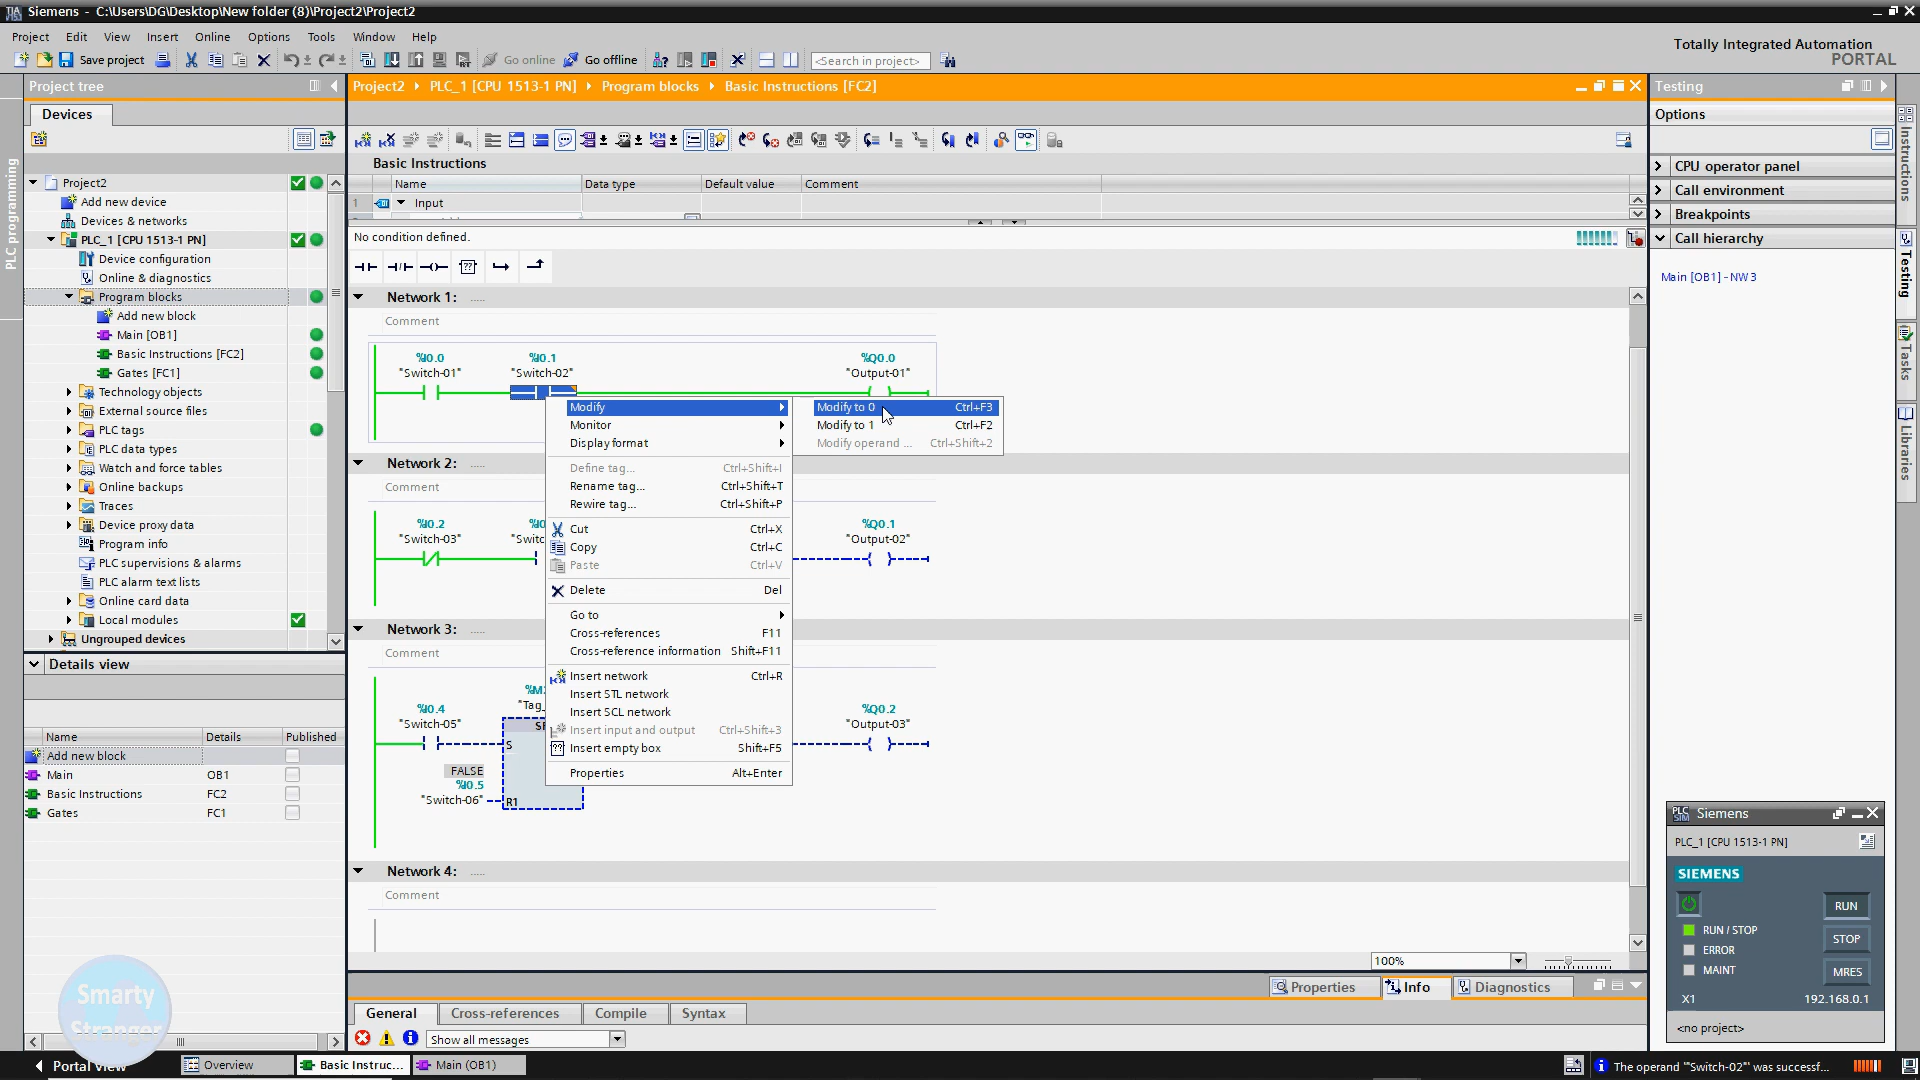 Siemens - C:\Users\DG\Desktop\New folder (8)\Project2\Project2
Project Edit View Insert Online Options Tools Window Help
Totally Integrated Automation
PORTAL
Save project
Go online
Go offline
<Search in project>
Project tree
Project2 PLC_1 [CPU 1513-1 PN] Program blocks Basic Instructions [FC2]
Testing
Devices
Options
PLC programming
Basic Instructions
Name Data type Default value Comment
1 Input
No condition defined.
Project2
Add new device
Devices & networks
PLC_1 [CPU 1513-1 PN]
Device configuration
Online & diagnostics
Program blocks
Add new block
Main [OB1]
Basic Instructions [FC2]
Gates [FC1]
Technology objects
External source files
PLC tags
PLC data types
Watch and force tables
Online backups
Traces
Device proxy data
Program info
PLC supervisions & alarms
PLC alarm text lists
Online card data
Local modules
Ungrouped devices
Details view
Name Details Published
Add new block
Main OB1
Basic Instructions FC2
Gates FC1
Network 1: .....
Comment
%I0.0
"Switch-01"
%I0.1
"Switch-02"
%Q0.0
"Output-01"
Network 2: .....
Comment
%I0.2
"Switch-03"
%Q0.1
"Output-02"
Network 3: .....
Comment
%I0.4
"Switch-05"
S
FALSE
%I0.5
"Switch-06"
R1
%Q0.2
"Output-03"
Network 4: .....
Comment
Modify
Monitor
Display format
Define tag... Ctrl+Shift+I
Rename tag... Ctrl+Shift+T
Rewire tag... Ctrl+Shift+P
Cut Ctrl+X
Copy Ctrl+C
Paste Ctrl+V
Delete Del
Go to
Cross-references F11
Cross-reference information Shift+F11
Insert network Ctrl+R
Insert STL network
Insert SCL network
Insert input and output Ctrl+Shift+3
Insert empty box Shift+F5
Properties Alt+Enter
Modify to 0 Ctrl+F3
Modify to 1 Ctrl+F2
Modify operand ... Ctrl+Shift+2
100%
CPU operator panel
Call environment
Breakpoints
Call hierarchy
Main [OB1] - NW 3
Instructions
Testing
Tasks
Libraries
Siemens
PLC_1 [CPU 1513-1 PN]
SIEMENS
RUN
RUN / STOP
STOP
ERROR
MAINT
MRES
X1 192.168.0.1
<no project>
Properties Info Diagnostics
General Cross-references Compile Syntax
Show all messages
Smarty
Stranger
Portal view Overview Basic Instruc... Main (OB1)
The operand '"Switch-02"' was successf...